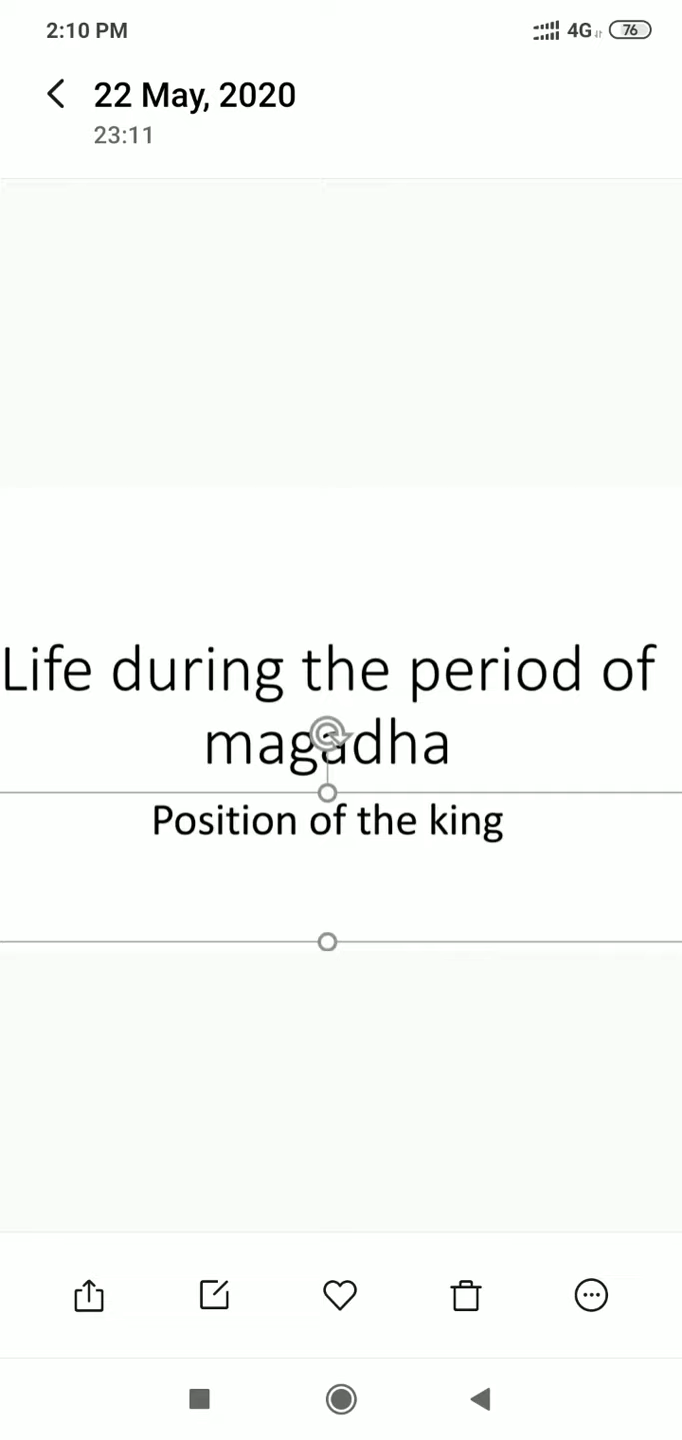 2:10 PM
4G 76
22 May, 2020
23:11
Life during the period of
magadha
Position of the king